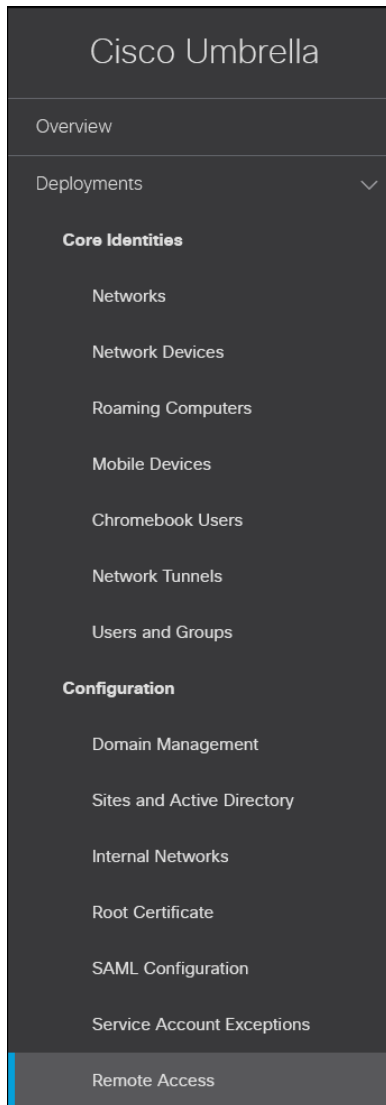 Cisco Umbrella
Overview
Deployments
Core Identities
Networks
Network Devices
Roaming Computers
Mobile Devices
Chromebook Users
Network Tunnels
Users and Groups
Configuration
Domain Management
Sites and Active Directory
Internal Networks
Root Certificate
SAML Configuration
Service Account Exceptions
Remote Access